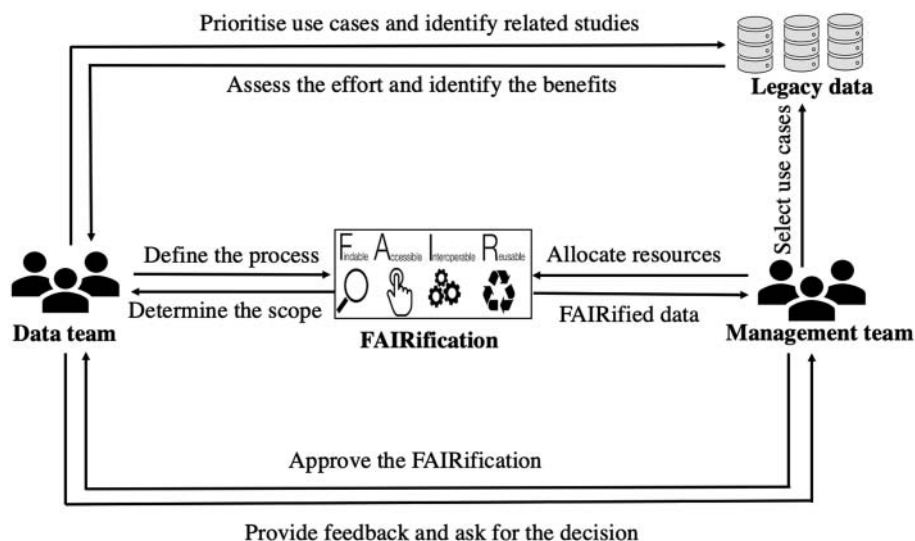 Prioritise use cases and identify related studies
Assess the effort and identify the benefits
Legacy data
Select use cases
Findable
Accessible
Interoperable
Reusable
Define the process
Allocate resources
Determine the scope
FAIRified data
Data team
FAIRification
Management team
Approve the FAIRification
Provide feedback and ask for the decision